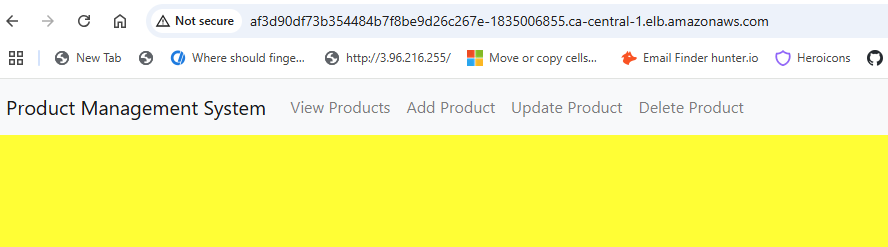 Not secure af3d90df73b354484b7f8be9d26c267e-1835006855.ca-central-1.elb.amazonaws.com
New Tab Where should finge... http://3.96.216.255/ Move or copy cells... Email Finder hunter.io Heroicons
Product Management System View Products Add Product Update Product Delete Product